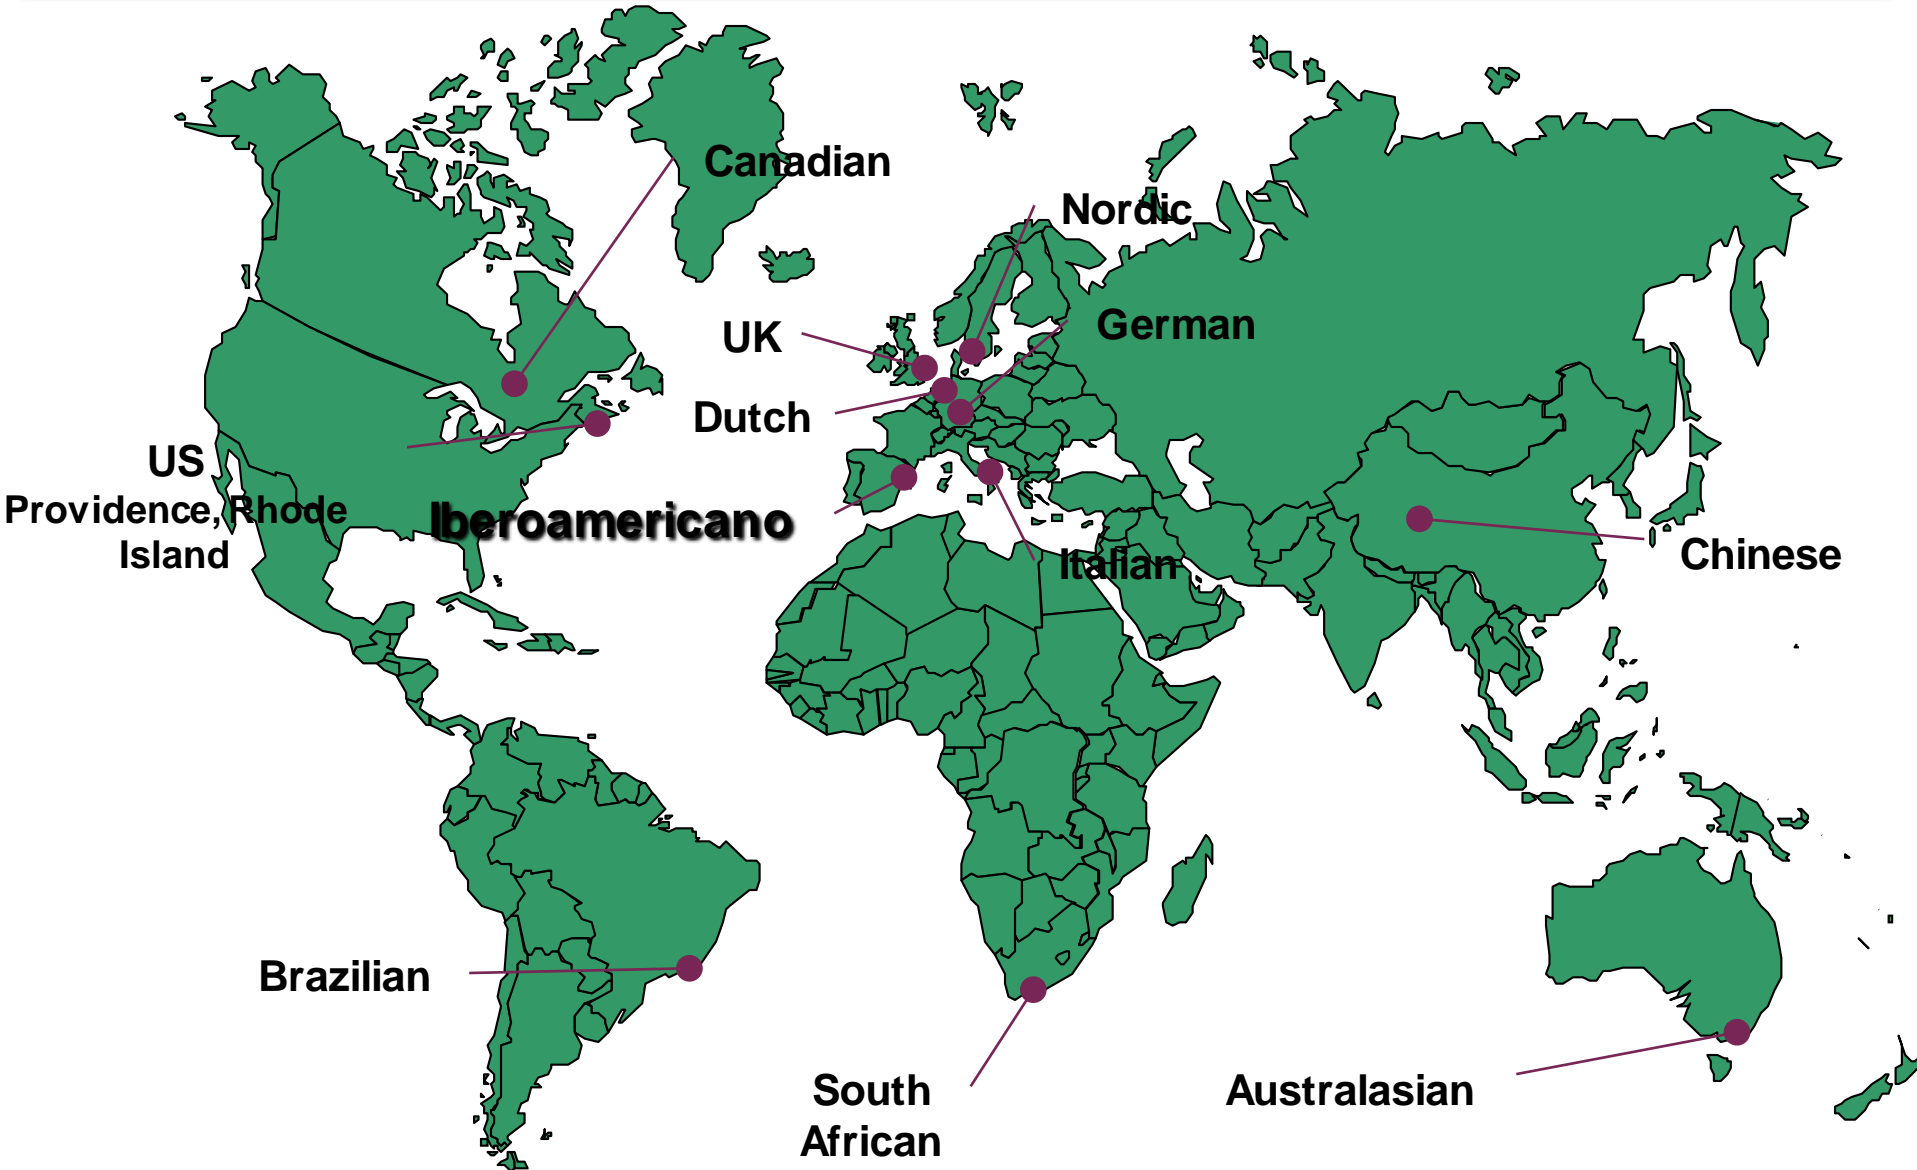 Canadian
Nordic
German
UK
Dutch
US
Providence, Rhode
Island
Iberoamericano
Italian
Chinese
Brazilian
South
African
Australasian